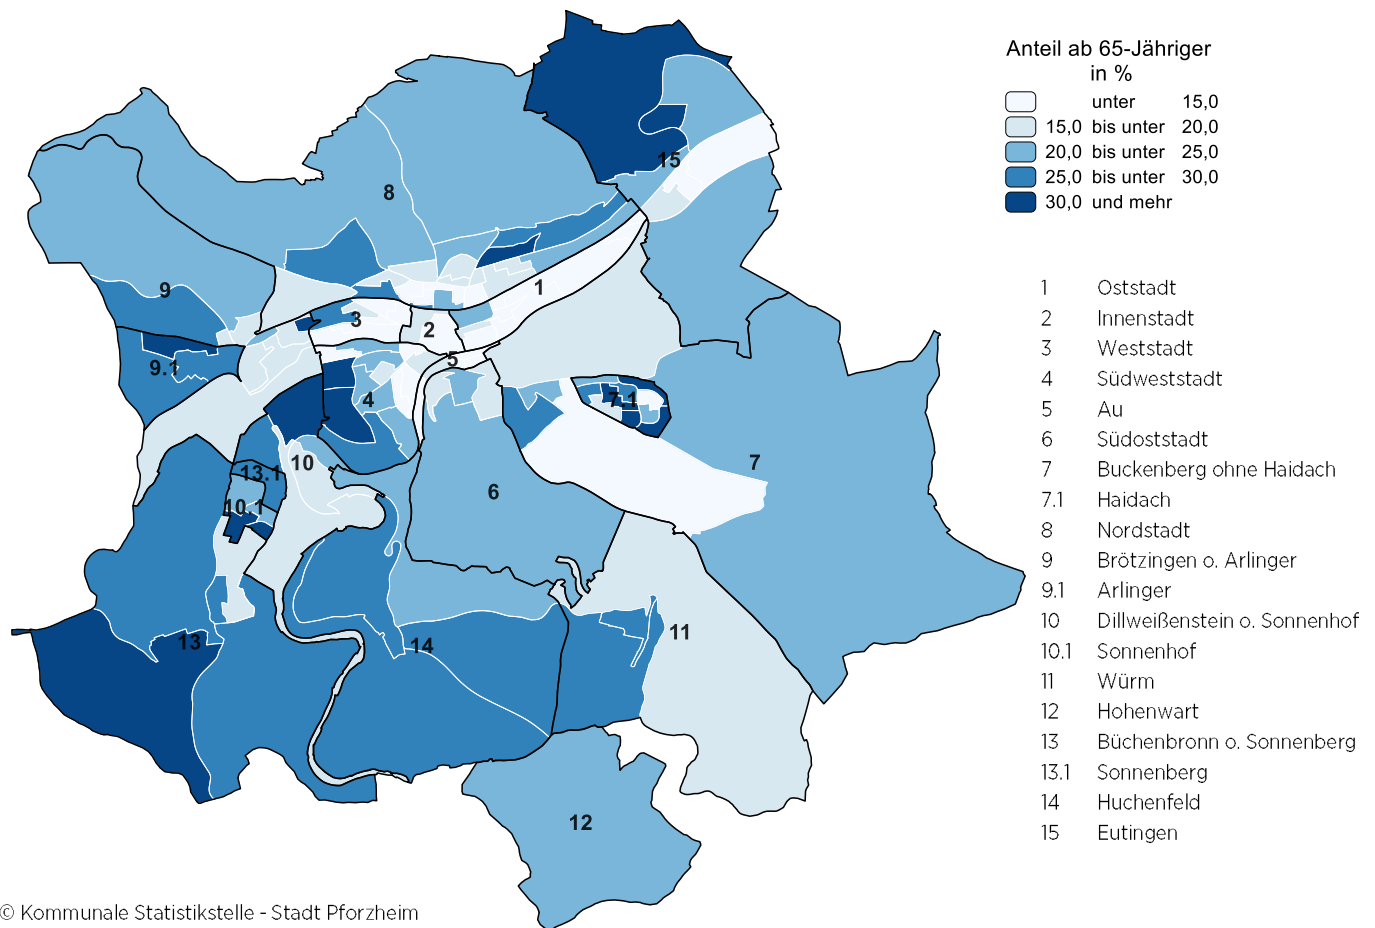 Anteil ab 65-Jähriger
in %
unter 15,0
15,0 bis unter 20,0
20,0 bis unter 25,0
25,0 bis unter 30,0
30,0 und mehr
1 Oststadt
2 Innenstadt
3 Weststadt
4 Südweststadt
5 Au
6 Südoststadt
7 Buckenberg ohne Haidach
7.1 Haidach
8 Nordstadt
9 Brötzingen o. Arlinger
9.1 Arlinger
10 Dillweißenstein o. Sonnenhof
10.1 Sonnenhof
11 Würm
12 Hohenwart
13 Büchenbronn o. Sonnenberg
13.1 Sonnenberg
14 Huchenfeld
15 Eutingen
15
8
9
1
3
2
5
9.1
4
7.1
10
7
13.1
6
10.1
11
13
14
12
© Kommunale Statistikstelle - Stadt Pforzheim